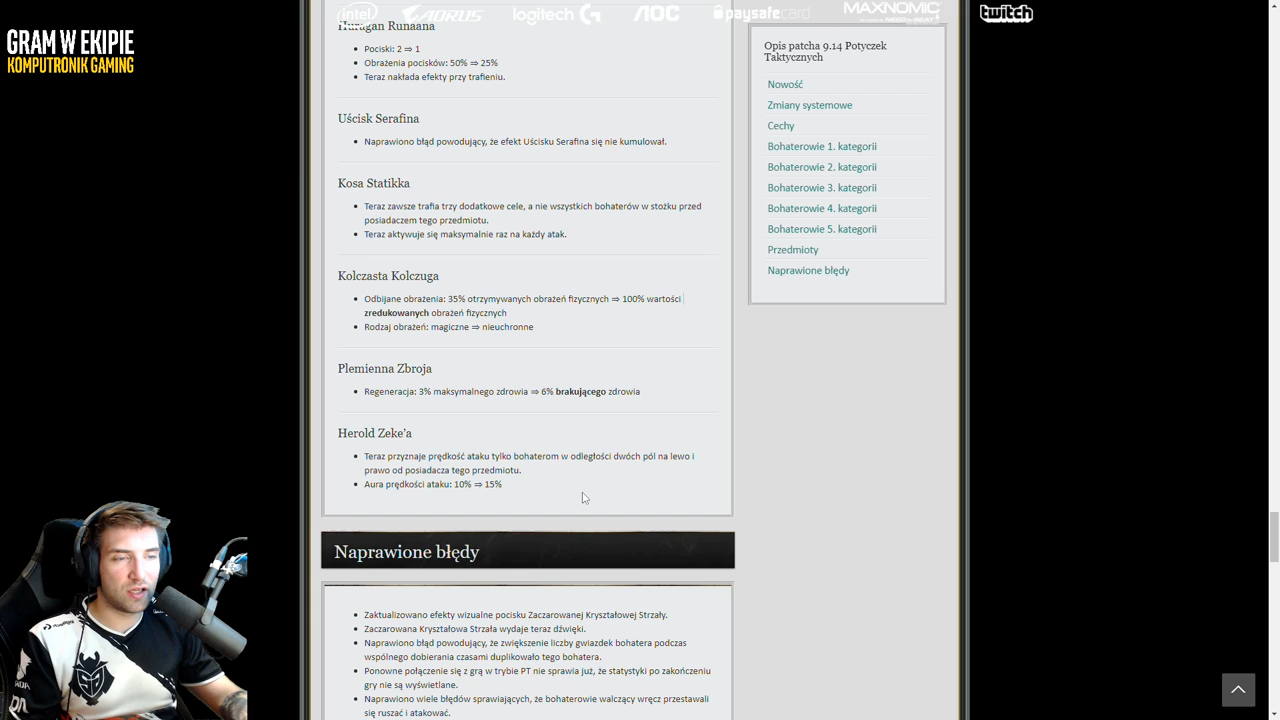 intel
AORUS
logitech G
AOC
paysafecard
MAXNOMIC
twitch
GRAM W EKIPIE
KOMPUTRONIK GAMING
Huragan Runaana
Pociski: 2 ⇒ 1
Obrażenia pocisków: 50% ⇒ 25%
Teraz nakłada efekty przy trafieniu.
Uścisk Serafina
Naprawiono błąd powodujący, że efekt Uścisku Serafina się nie kumulował.
Kosa Statikka
Teraz zawsze trafia trzy dodatkowe cele, a nie wszystkich bohaterów w stożku przed
posiadaczem tego przedmiotu.
Teraz aktywuje się maksymalnie raz na każdy atak.
Kolczasta Kolczuga
Odbijane obrażenia: 35% otrzymywanych obrażeń fizycznych ⇒ 100% wartości
zredukowanych obrażeń fizycznych
Rodzaj obrażeń: magiczne ⇒ nieuchronne
Plemienna Zbroja
Regeneracja: 3% maksymalnego zdrowia ⇒ 6% brakującego zdrowia
Herold Zeke'a
Teraz przyznaje prędkość ataku tylko bohaterom w odległości dwóch pól na lewo i
prawo od posiadacza tego przedmiotu.
Aura prędkości ataku: 10% ⇒ 15%
Naprawione błędy
Zaktualizowano efekty wizualne pocisku Zaczarowanej Kryształowej Strzały.
Zaczarowana Kryształowa Strzała wydaje teraz dźwięki.
Naprawiono błąd powodujący, że zwiększenie liczby gwiazdek bohatera podczas
wspólnego dobierania czasami duplikowało tego bohatera.
Ponowne połączenie się z grą w trybie PT nie sprawia już, że statystyki po zakończeniu
gry nie są wyświetlane.
Naprawiono wiele błędów sprawiających, że bohaterowie walczący wręcz przestawali
się ruszać i atakować.
Opis patcha 9.14 Potyczek
Taktycznych
Nowość
Zmiany systemowe
Cechy
Bohaterowie 1. kategorii
Bohaterowie 2. kategorii
Bohaterowie 3. kategorii
Bohaterowie 4. kategorii
Bohaterowie 5. kategorii
Przedmioty
Naprawione błędy
G2